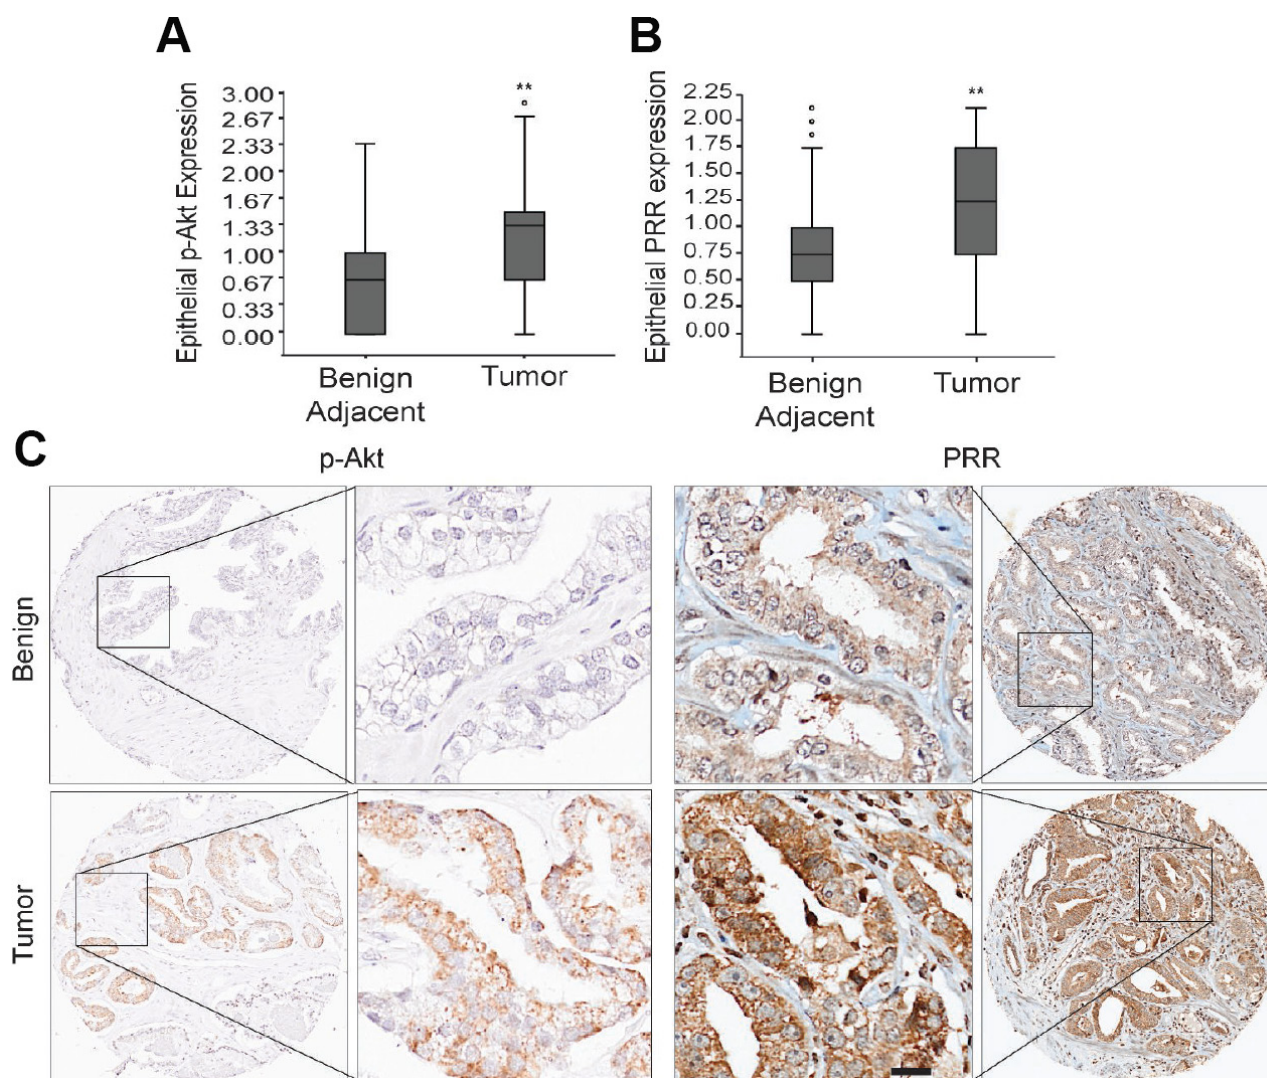 A
Epithelial p-Akt Expression
3.00
2.67
2.33
2.00
1.67
1.33
1.00
0.67
0.33
0.00
**
Benign
Adjacent
Tumor
B
Epithelial PRR expression
2.25
2.00
1.75
1.50
1.25
1.00
0.75
0.50
0.25
0.00
**
Benign
Adjacent
Tumor
C
p-Akt
PRR
Benign
Tumor